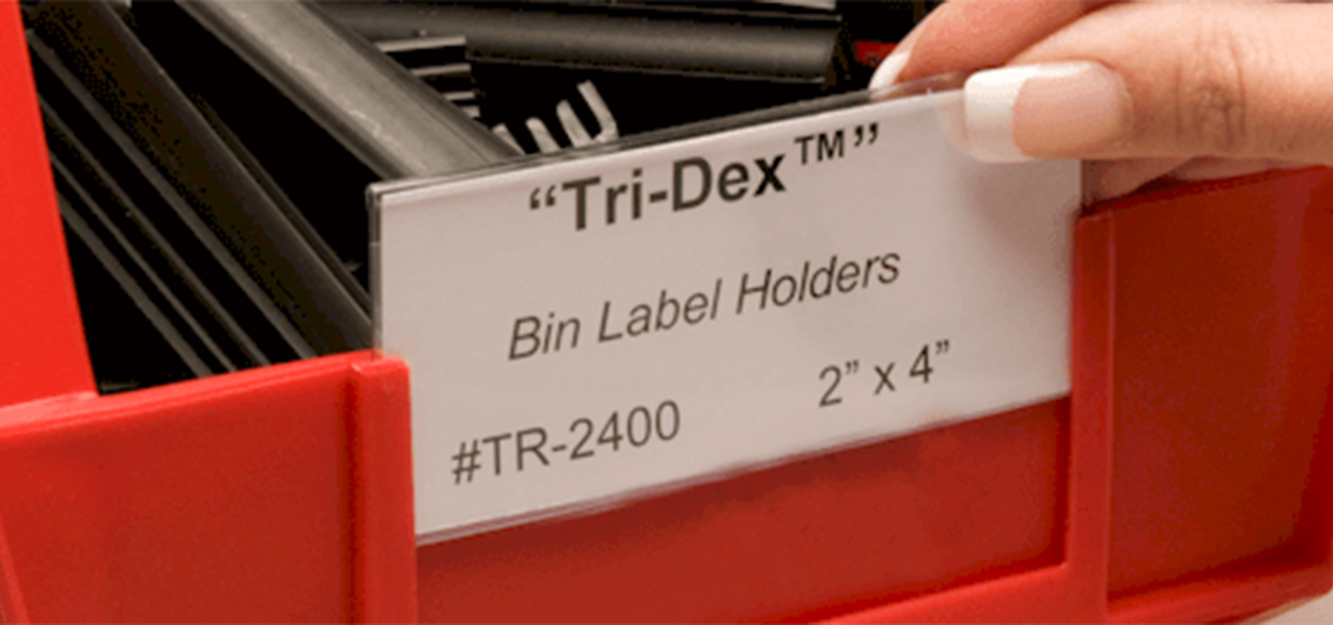 “Tri-Dex™”
Bin Label Holders
#TR-2400 2” x 4”